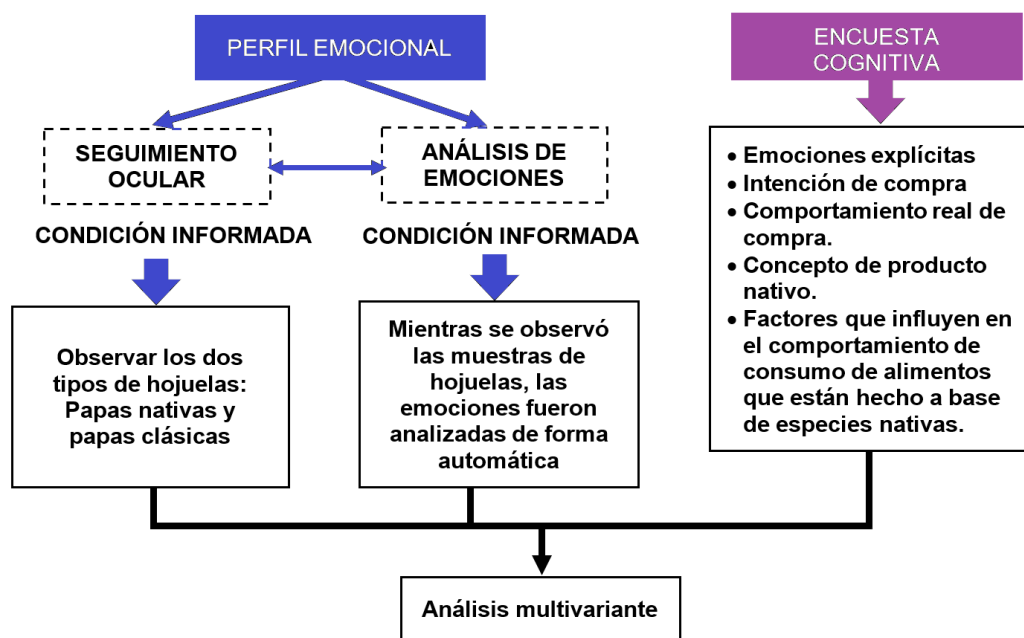 PERFIL EMOCIONAL
ENCUESTA
COGNITIVA
SEGUIMIENTO
OCULAR
ANÁLISIS DE
EMOCIONES
CONDICIÓN INFORMADA
CONDICIÓN INFORMADA
Observar los dos
tipos de hojuelas:
Papas nativas y
papas clásicas
Mientras se observó
las muestras de
hojuelas, las
emociones fueron
analizadas de forma
automática
• Emociones explícitas
• Intención de compra
• Comportamiento real de
compra.
• Concepto de producto
nativo.
• Factores que influyen en
el comportamiento de
consumo de alimentos
que están hecho a base
de especies nativas.
Análisis multivariante